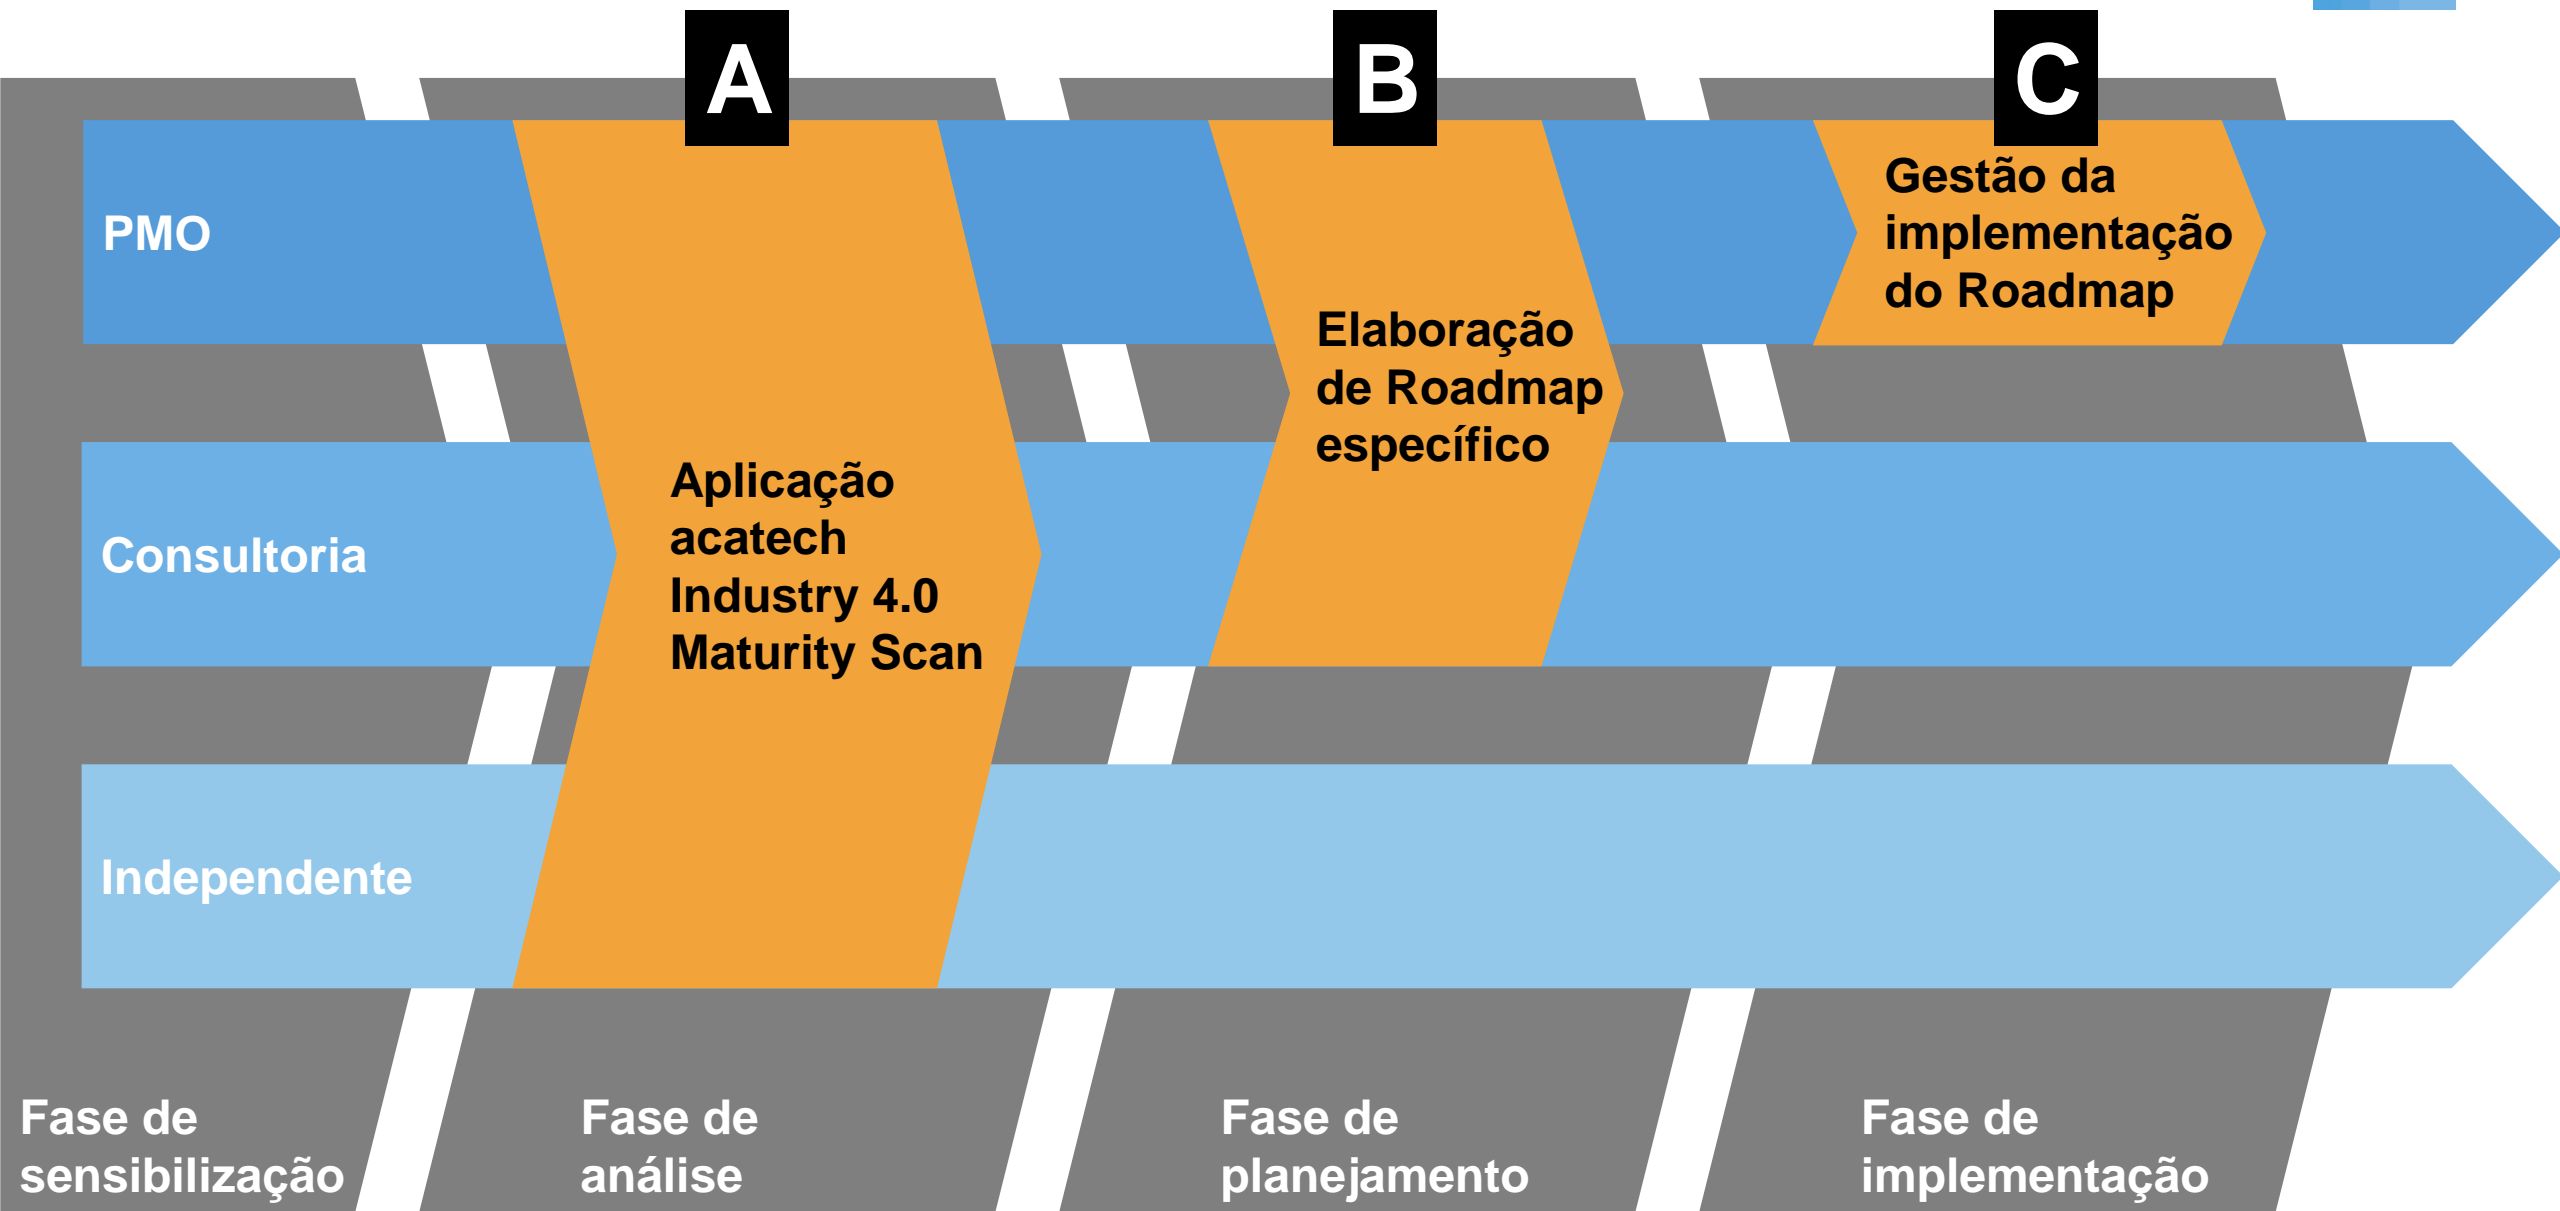 A
B
C
PMO
Gestão da
implementação
do Roadmap
Elaboração
de Roadmap
específico
Consultoria
Aplicação
acatech
Industry 4.0
Maturity Scan
Independente
Fase de
sensibilização
Fase de
análise
Fase de
planejamento
Fase de
implementação